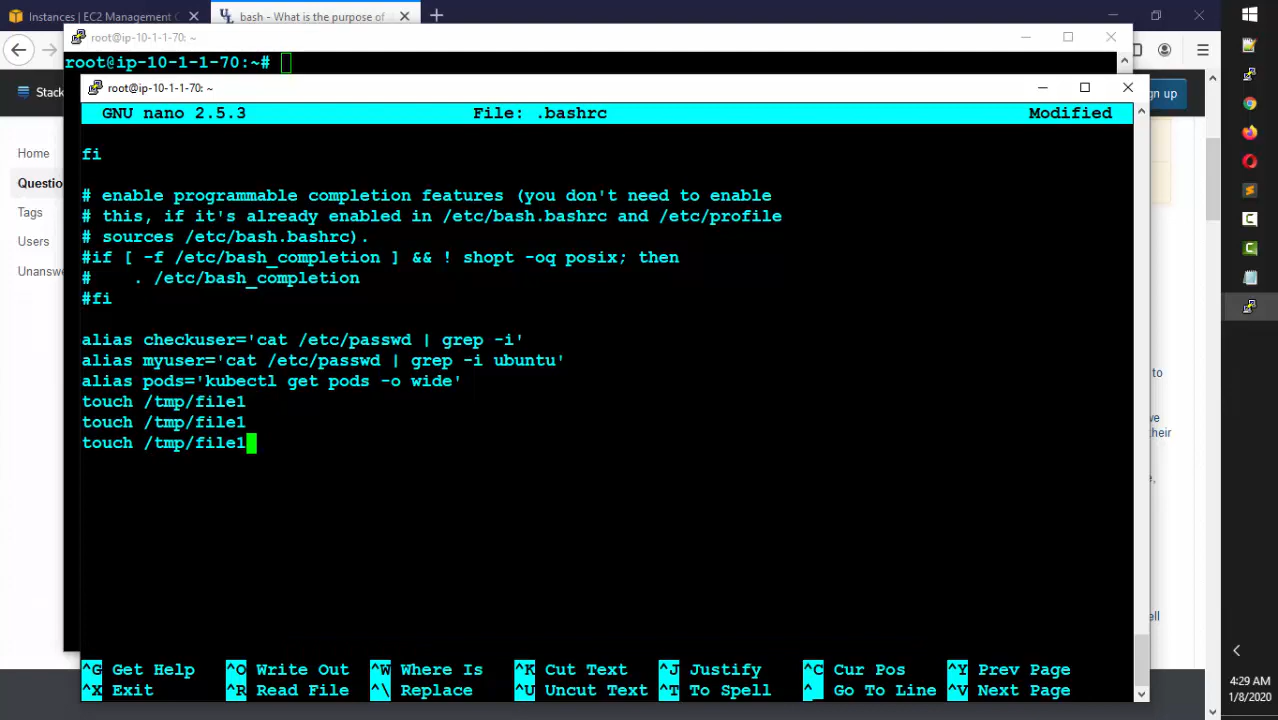 Instances | EC2 Management
bash - What is the purpose of
root@ip-10-1-1-70: ~
root@ip-10-1-1-70:~#
Stack
ign up
root@ip-10-1-1-70: ~
GNU nano 2.5.3 File: .bashrc Modified
Home
Questio
Tags
Users
Unansw
fi
# enable programmable completion features (you don't need to enable
# this, if it's already enabled in /etc/bash.bashrc and /etc/profile
# sources /etc/bash.bashrc).
#if [ -f /etc/bash_completion ] && ! shopt -oq posix; then
#    . /etc/bash_completion
#fi
alias checkuser='cat /etc/passwd | grep -i'
alias myuser='cat /etc/passwd | grep -i ubuntu'
alias pods='kubectl get pods -o wide'
touch /tmp/file1
touch /tmp/file1
touch /tmp/file1
to
ve
their
e,
ell
^G Get Help ^O Write Out ^W Where Is ^K Cut Text ^J Justify ^C Cur Pos ^Y Prev Page
^X Exit ^R Read File ^\ Replace ^U Uncut Text ^T To Spell ^_ Go To Line ^V Next Page
4:29 AM
1/8/2020